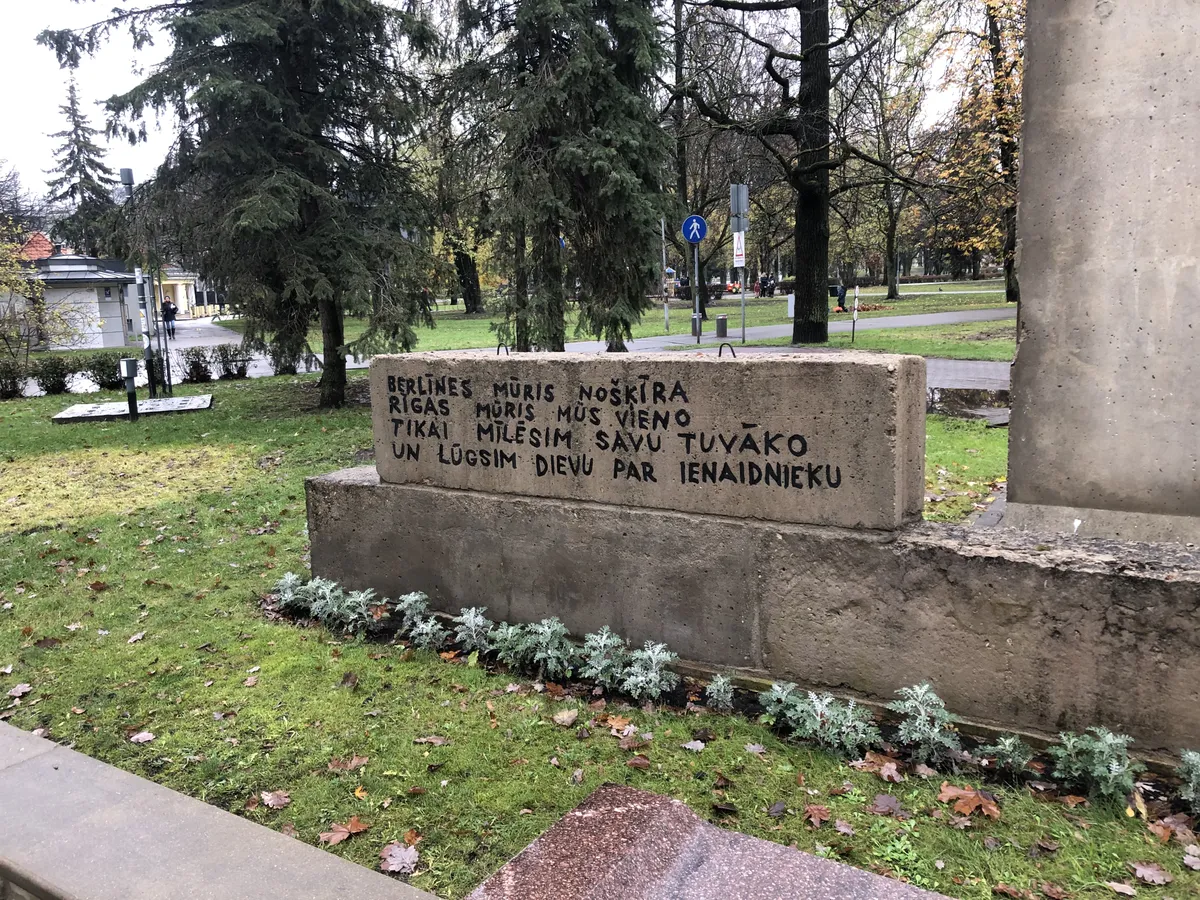 BERLĪNES MŪRIS NOŠĶĪRA
RĪGAS MŪRIS MŪS VIENO
TIKAI MĪLĒSIM SAVU TUVĀKO
UN LŪGSIM DIEVU PAR IENAIDNIEKU